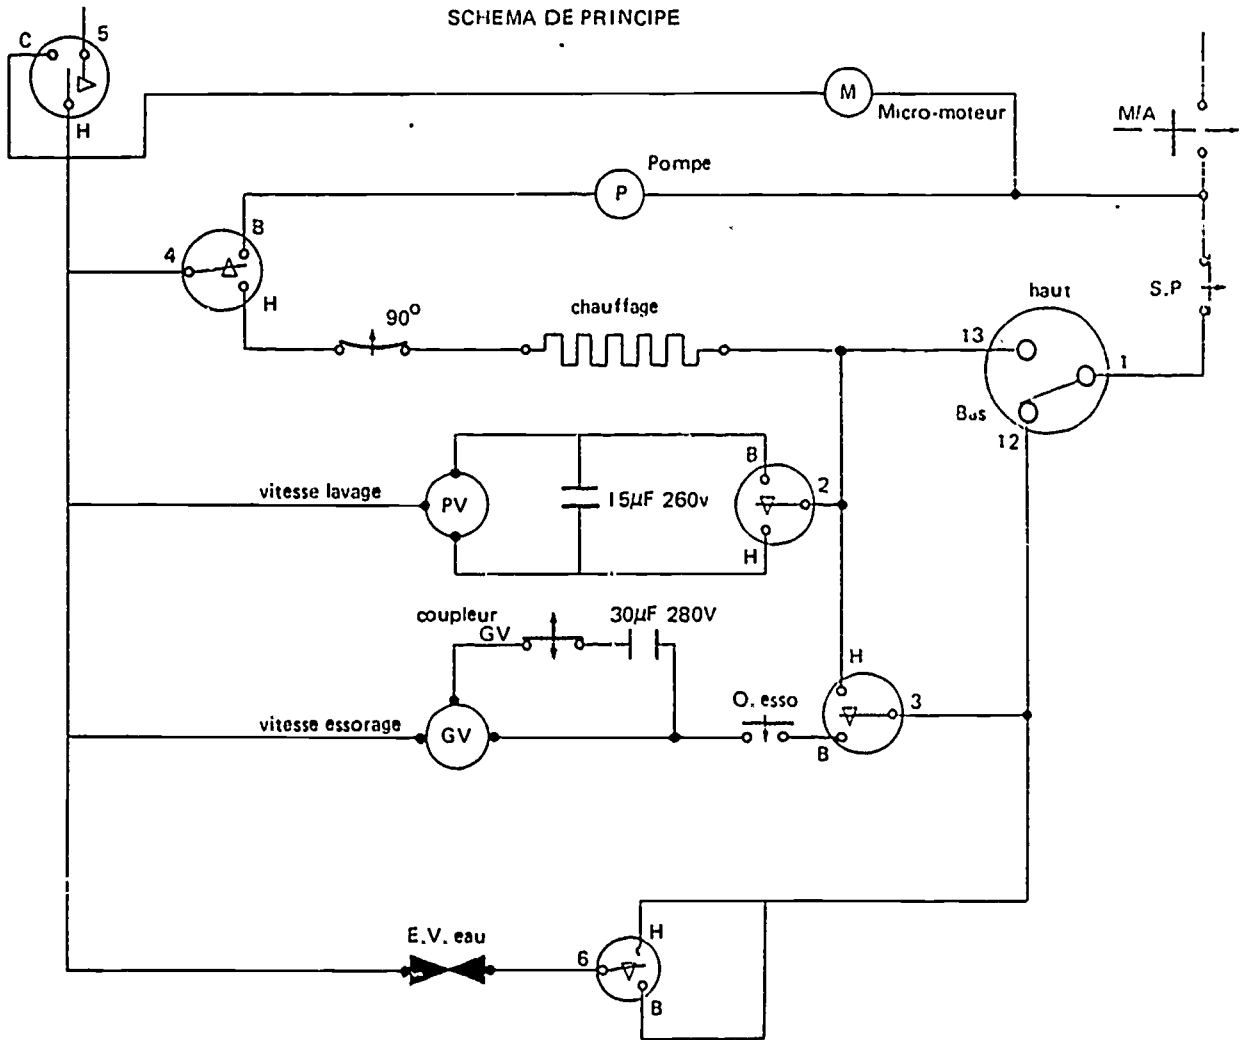 SCHEMA DE PRINCIPE
C 5
H
M
Micro-moteur
M/A
Pompe
P
B
4
H
S.P
haut
90°
chauffage
13
1
Bas
12
B
vitesse lavage
PV
15µF 260v
2
H
coupleur
GV
30µF 280V
H
O. esso
3
vitesse essorage
GV
B
E.V. eau
H
6
B